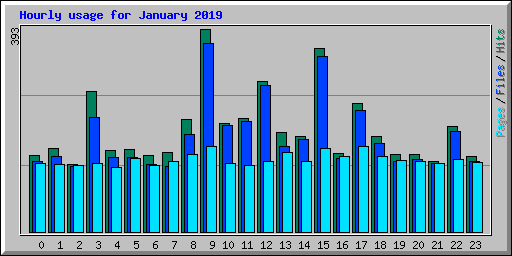 Hourly usage for January 2019
393
Pages/Files/Hits
0 1 2 3 4 5 6 7 8 9 10 11 12 13 14 15 16 17 18 19 20 21 22 23